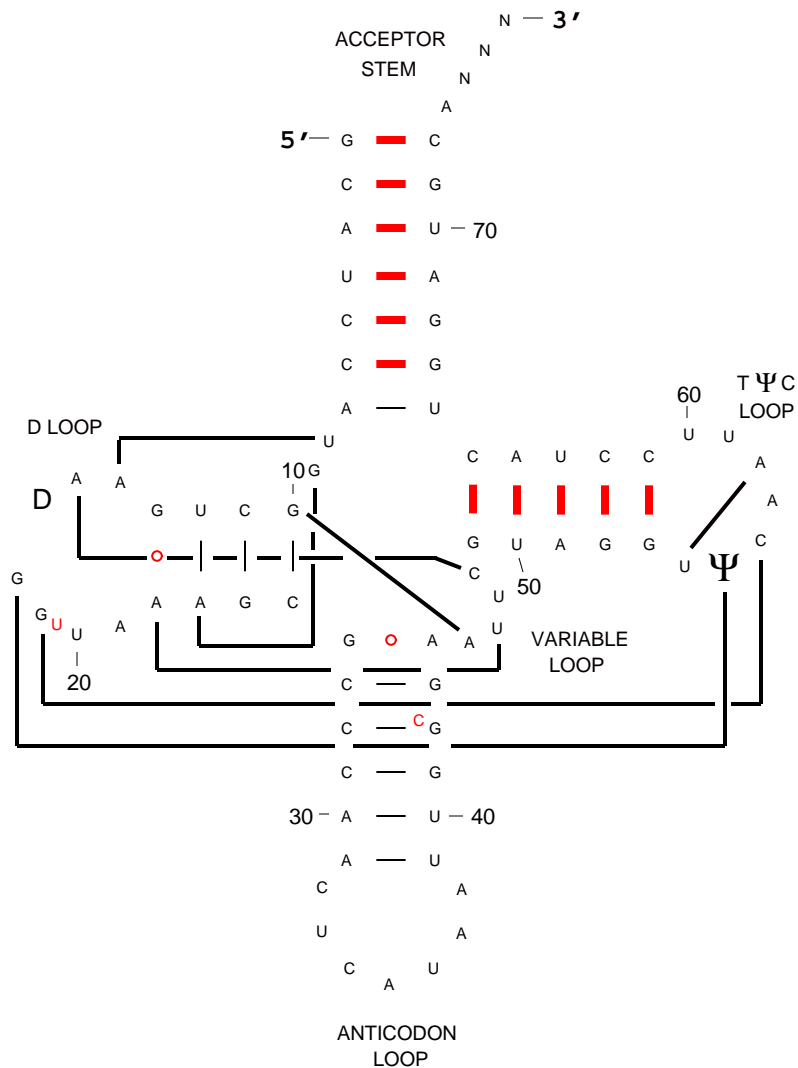 N 3′
ACCEPTOR
STEM
N
N
A
5′ G C
C G
A U 70
U A
C G
C G
A U
T Ψ C
LOOP
60
D LOOP
U
U U
C A U C C
A A
10 G
A
D
A
G U C G
G U A G G
U Ψ C
C
50
G
G U U A A A G C
U
20
G A A U
VARIABLE
LOOP
C G
C C G
C G
30 A U 40
A U
C A
U A
C A U
ANTICODON
LOOP